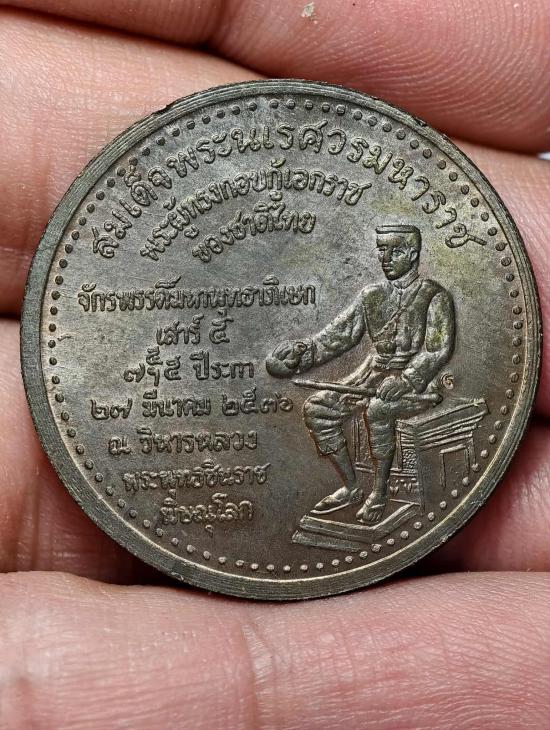 สมเด็จพระนเรศวรมหาราช
พระผู้ทรงกอบกู้เอกราช
ของชาติไทย
จักรพรรดิ์มหาพุทธาภิเษก
เสาร์ ๕
๗ ๕ ปีระกา
๒๗ มีนาคม ๒๕๓๖
ณ วิหารหลวง
พระพุทธชินราช
พิษณุโลก